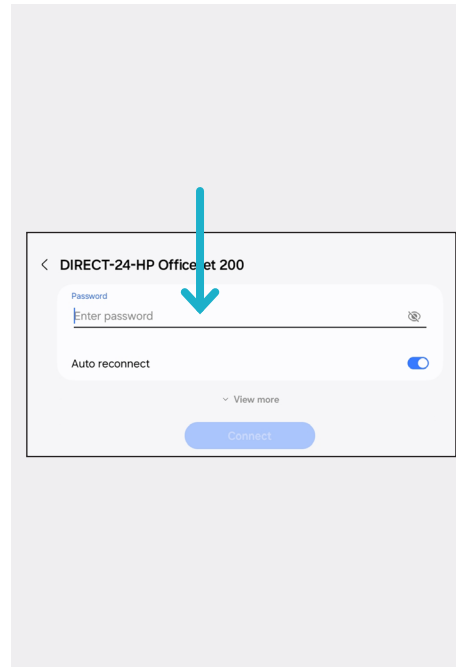 DIRECT-24-HP OfficeJet 200
Password
Enter password
Auto reconnect
View more
Connect